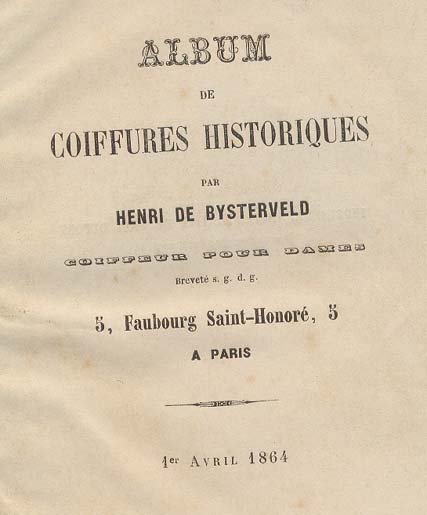 ALBUM
DE
COIFFURES HISTORIQUES
PAR
HENRI DE BYSTERVELD
COIFFEUR POUR DAMES
Breveté s. g. d. g.
5, Faubourg Saint-Honoré, 5
A PARIS
1er AVRIL 1864